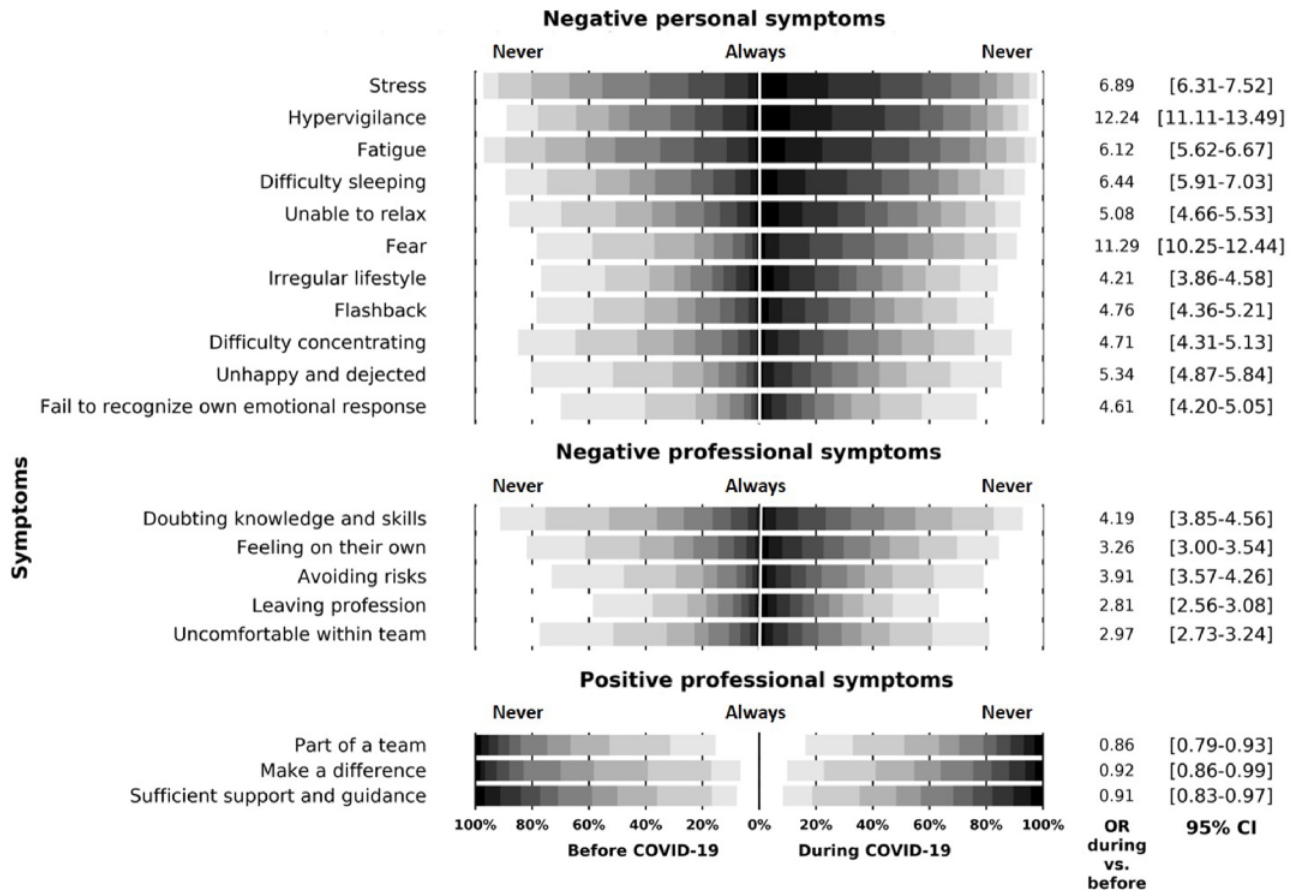 Negative personal symptoms
Never Always Never
Stress 6.89 [6.31-7.52]
Hypervigilance 12.24 [11.11-13.49]
Fatigue 6.12 [5.62-6.67]
Difficulty sleeping 6.44 [5.91-7.03]
Unable to relax 5.08 [4.66-5.53]
Fear 11.29 [10.25-12.44]
Irregular lifestyle 4.21 [3.86-4.58]
Flashback 4.76 [4.36-5.21]
Difficulty concentrating 4.71 [4.31-5.13]
Unhappy and dejected 5.34 [4.87-5.84]
Fail to recognize own emotional response 4.61 [4.20-5.05]
Symptoms
Negative professional symptoms
Never Always Never
Doubting knowledge and skills 4.19 [3.85-4.56]
Feeling on their own 3.26 [3.00-3.54]
Avoiding risks 3.91 [3.57-4.26]
Leaving profession 2.81 [2.56-3.08]
Uncomfortable within team 2.97 [2.73-3.24]
Positive professional symptoms
Never Always Never
Part of a team 0.86 [0.79-0.93]
Make a difference 0.92 [0.86-0.99]
Sufficient support and guidance 0.91 [0.83-0.97]
100% 80% 60% 40% 20% 0% 20% 40% 60% 80% 100%
Before COVID-19 During COVID-19
OR 95% CI
during
vs.
before